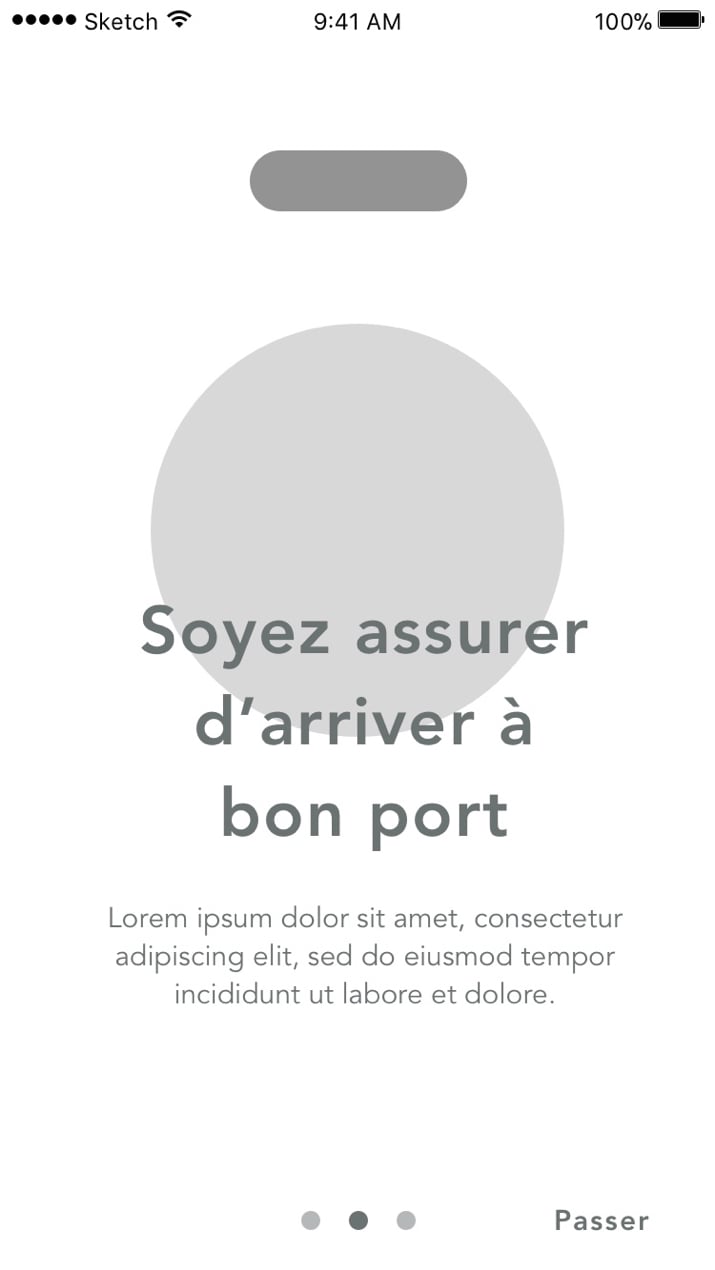 Sketch 9:41 AM 100%
Soyez assurer
d’arriver à
bon port
Lorem ipsum dolor sit amet, consectetur
adipiscing elit, sed do eiusmod tempor
incididunt ut labore et dolore.
Passer